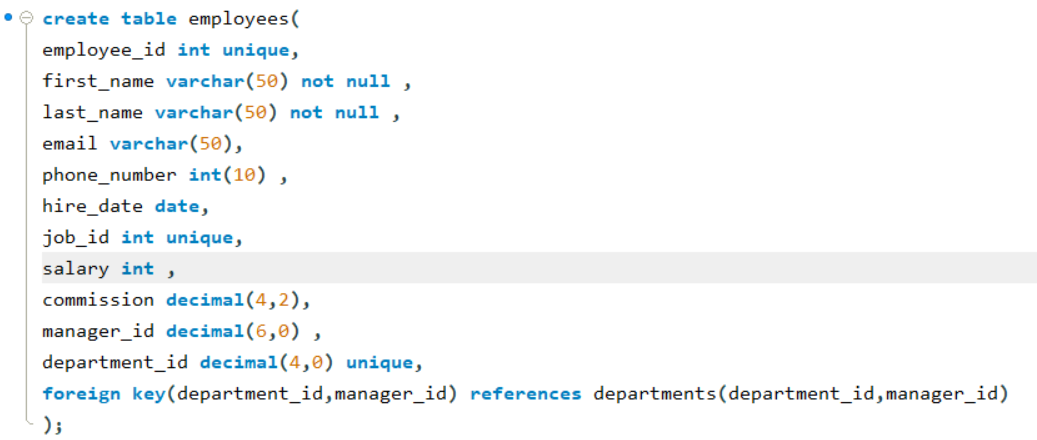 create table employees(
employee_id int unique,
first_name varchar(50) not null ,
last_name varchar(50) not null ,
email varchar(50),
phone_number int(10) ,
hire_date date,
job_id int unique,
salary int ,
commission decimal(4,2),
manager_id decimal(6,0) ,
department_id decimal(4,0) unique,
foreign key(department_id,manager_id) references departments(department_id,manager_id)
);